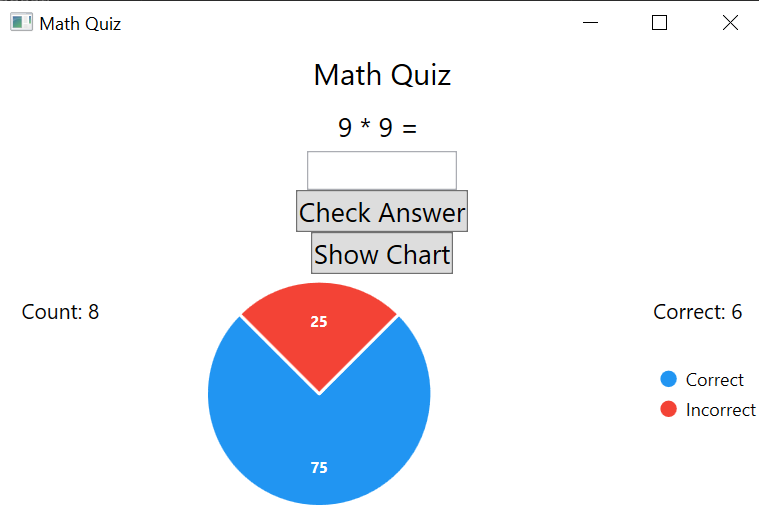 Math Quiz
Math Quiz
9 * 9 =
Check Answer
Show Chart
Count: 8
Correct: 6
25
Correct
Incorrect
75